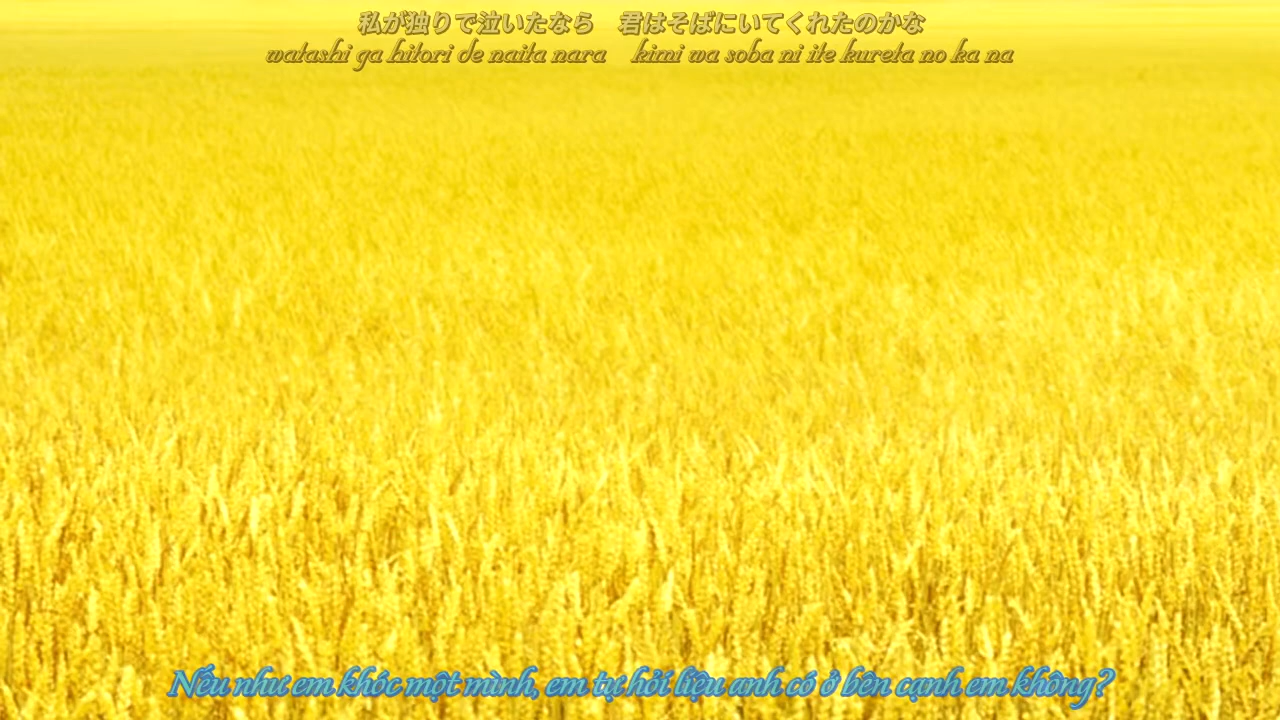 私が独りで泣いたなら　君はそばにいてくれたのかな
watashi ga hitori de naita nara　kimi wa soba ni ite kureta no ka na
Nếu như em khóc một mình, em tự hỏi liệu anh có ở bên cạnh em không?